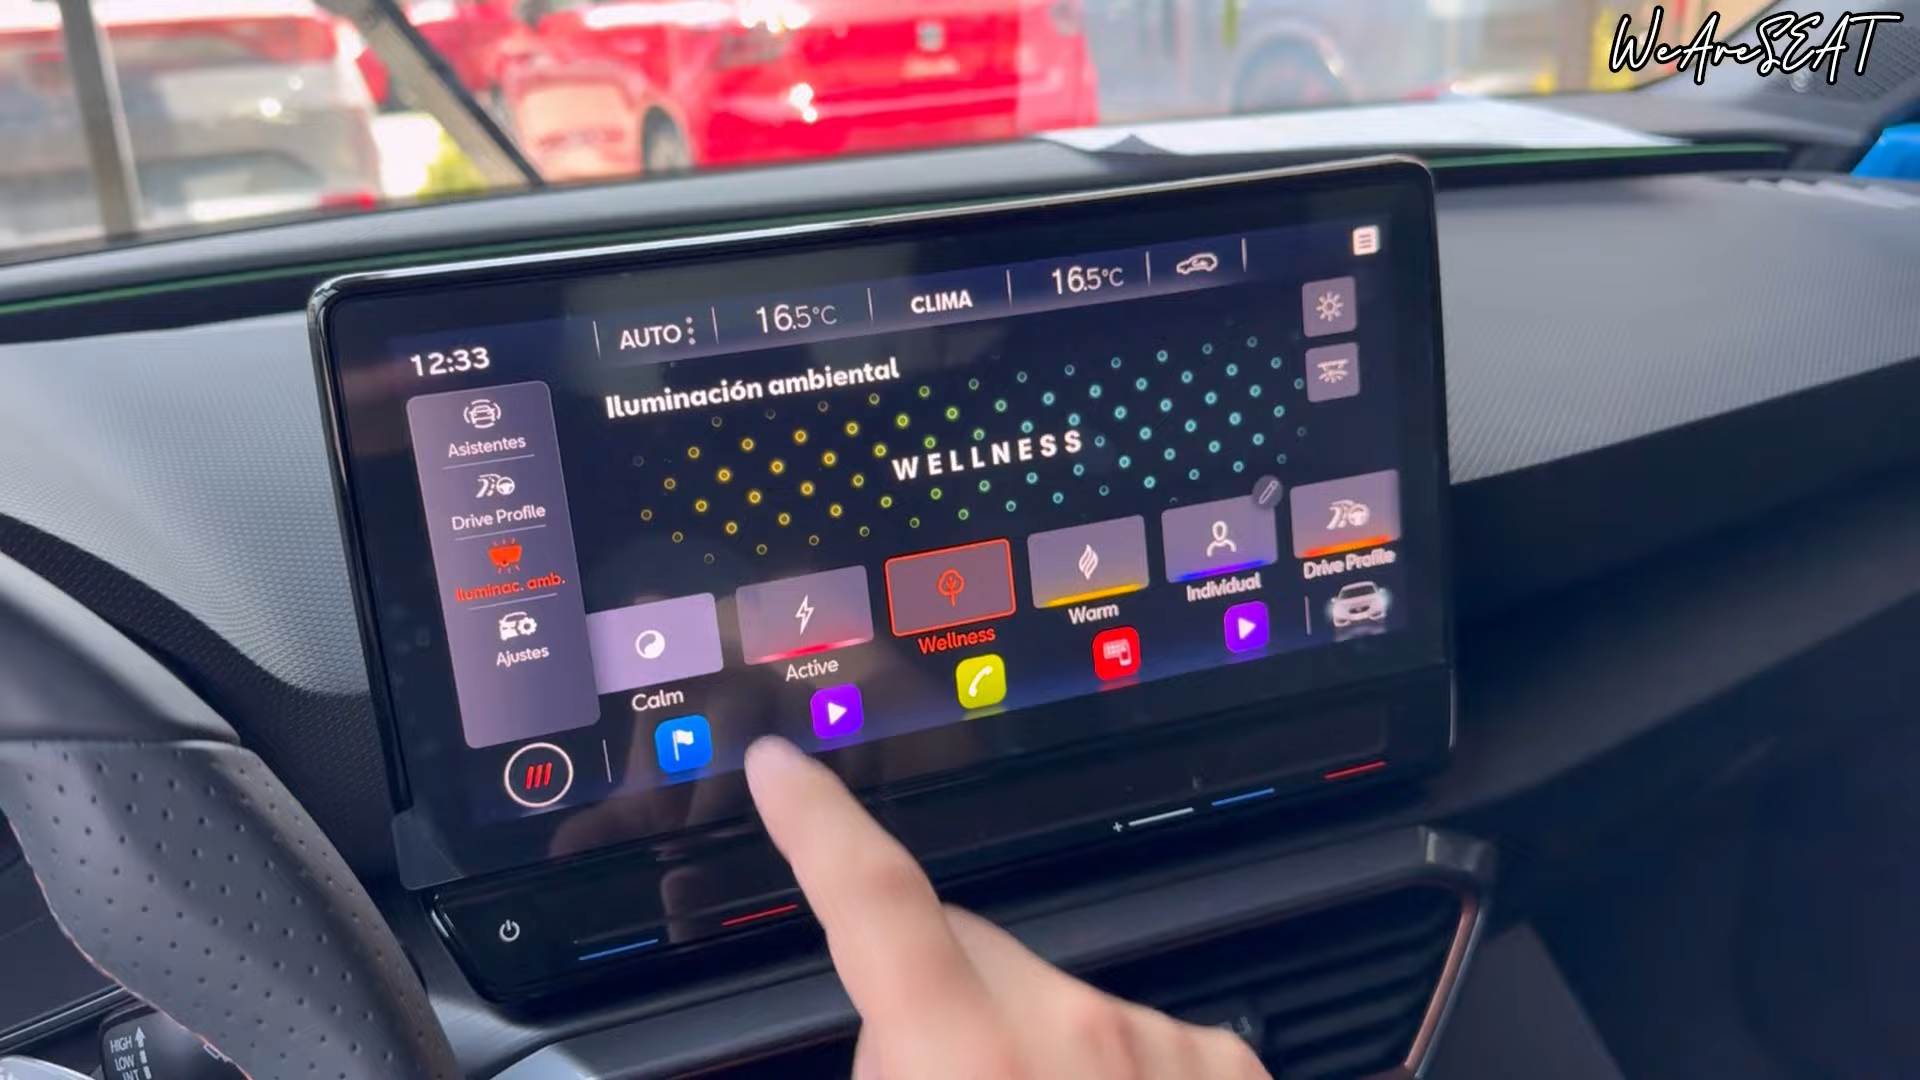 WeAreSEAT
AUTO
16.5°C
CLIMA
16.5°C
12:33
Iluminación ambiental
WELLNESS
Asistentes
Drive Profile
Iluminac. amb.
Ajustes
Calm
Active
Wellness
Warm
Individual
Drive Profile
HIGH
LOW
INT